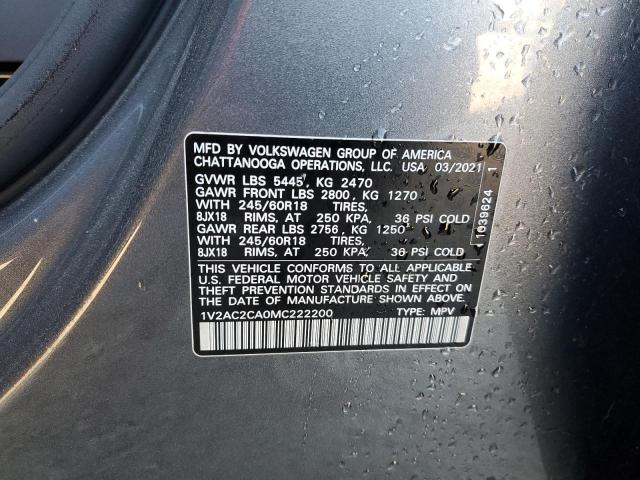 MFD BY VOLKSWAGEN GROUP OF AMERICA
CHATTANOOGA OPERATIONS, LLC. USA 03/2021
GVWR LBS 5445, KG 2470
GAWR FRONT LBS 2800, KG 1270
WITH 245/60R18 TIRES,
8JX18 RIMS, AT 250 KPA, 36 PSI COLD
GAWR REAR LBS 2756, KG 1250
WITH 245/60R18 TIRES,
8JX18 RIMS, AT 250 KPA, 36 PSI COLD
THIS VEHICLE CONFORMS TO ALL APPLICABLE
U.S. FEDERAL MOTOR VEHICLE SAFETY AND
THEFT PREVENTION STANDARDS IN EFFECT ON
THE DATE OF MANUFACTURE SHOWN ABOVE.
1V2AC2CA0MC222200 TYPE: MPV
1039624